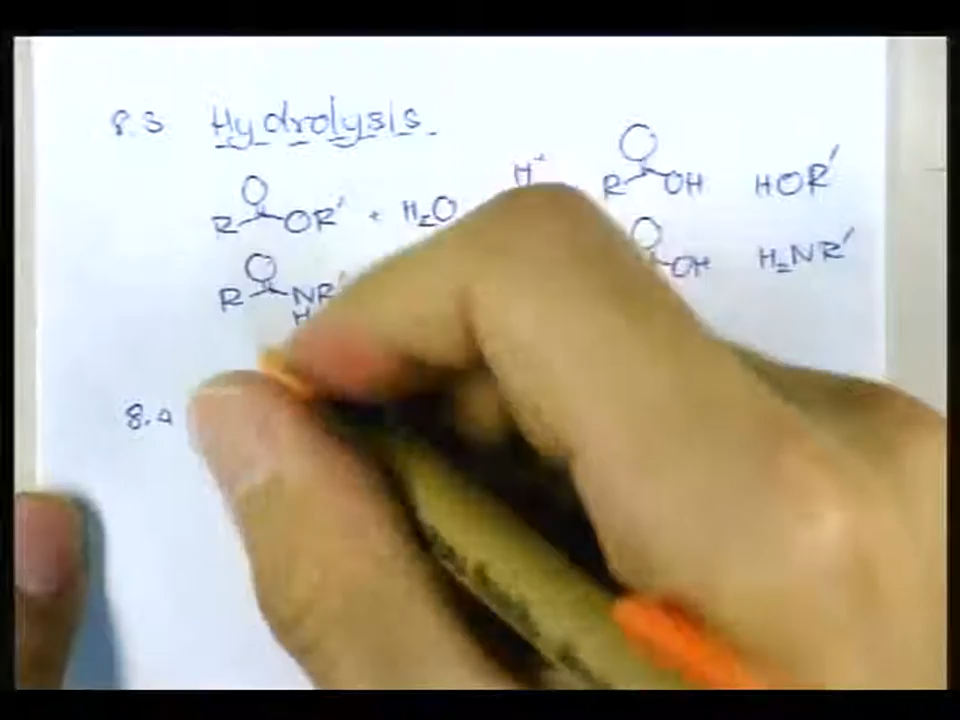 8.3 Hydrolysis
O
R OR' + H₂O H⁺ O R OH HOR'
O
R NR' H O OH H₂NR'
8.4